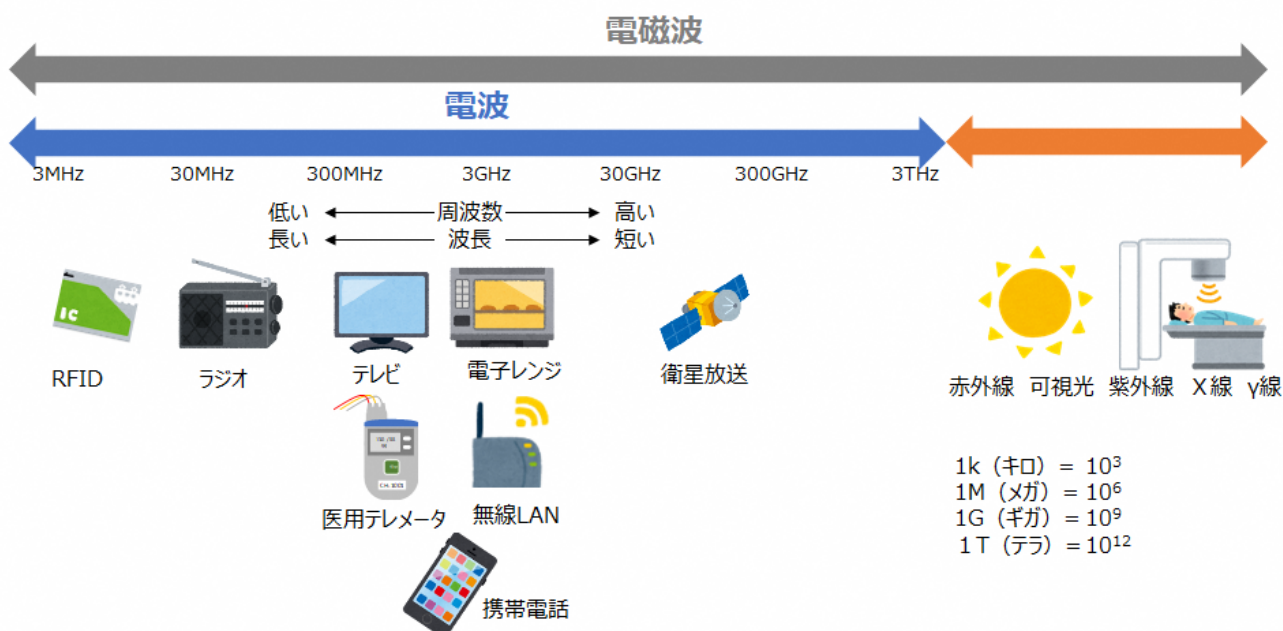 電磁波
電波
3MHz 30MHz 300MHz 3GHz 30GHz 300GHz 3THz
低い 周波数 高い
長い 波長 短い
IC
RFID ラジオ テレビ 電子レンジ 衛星放送 赤外線 可視光 紫外線 X線 γ線
医用テレメータ 無線LAN
携帯電話
1k（キロ）= 10³
1M（メガ）= 10⁶
1G（ギガ）= 10⁹
1T（テラ）= 10¹²